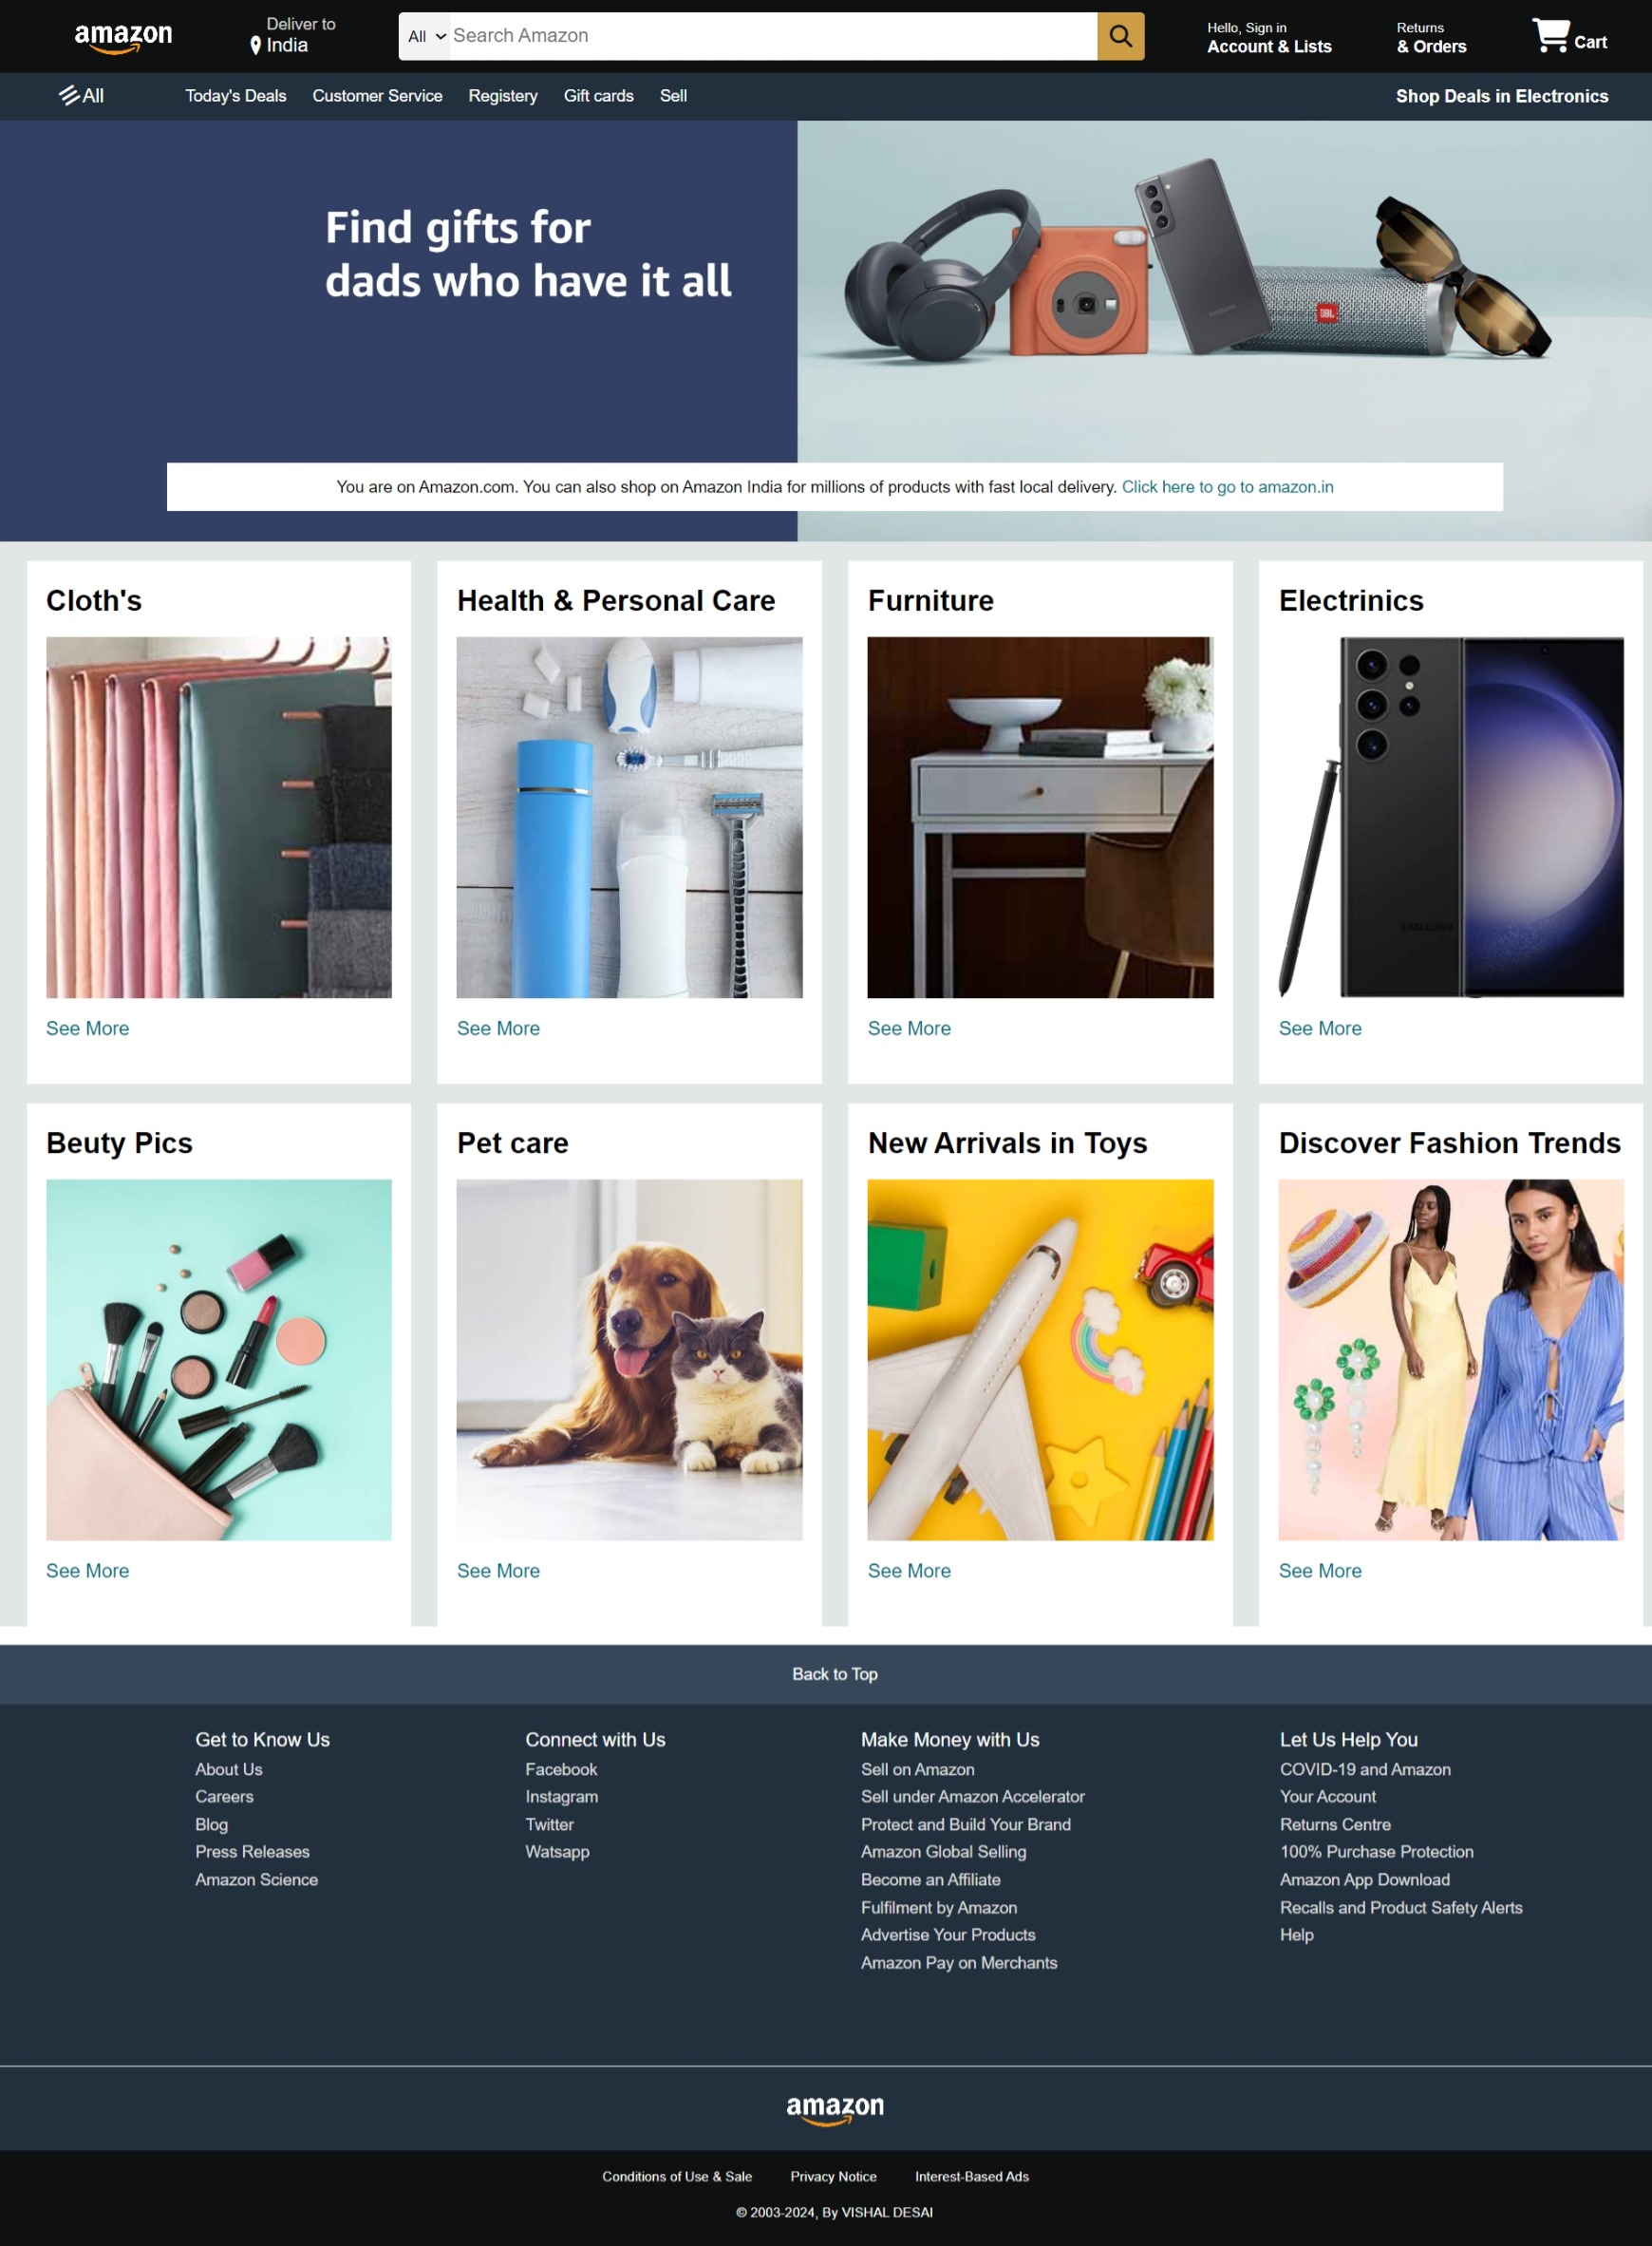 amazon
Deliver to
India
All
Search Amazon
Hello, Sign in
Account & Lists
Returns
& Orders
Cart
All
Today's Deals
Customer Service
Registery
Gift cards
Sell
Shop Deals in Electronics
Find gifts for
dads who have it all
JBL
SAMSUNG
You are on Amazon.com. You can also shop on Amazon India for millions of products with fast local delivery. Click here to go to amazon.in
Cloth's
Health & Personal Care
Furniture
Electrinics
SAMSUNG
See More
See More
See More
See More
Beuty Pics
Pet care
New Arrivals in Toys
Discover Fashion Trends
See More
See More
See More
See More
Back to Top
Get to Know Us
About Us
Careers
Blog
Press Releases
Amazon Science
Connect with Us
Facebook
Instagram
Twitter
Watsapp
Make Money with Us
Sell on Amazon
Sell under Amazon Accelerator
Protect and Build Your Brand
Amazon Global Selling
Become an Affiliate
Fulfilment by Amazon
Advertise Your Products
Amazon Pay on Merchants
Let Us Help You
COVID-19 and Amazon
Your Account
Returns Centre
100% Purchase Protection
Amazon App Download
Recalls and Product Safety Alerts
Help
amazon
Conditions of Use & Sale
Privacy Notice
Interest-Based Ads
© 2003-2024, By VISHAL DESAI